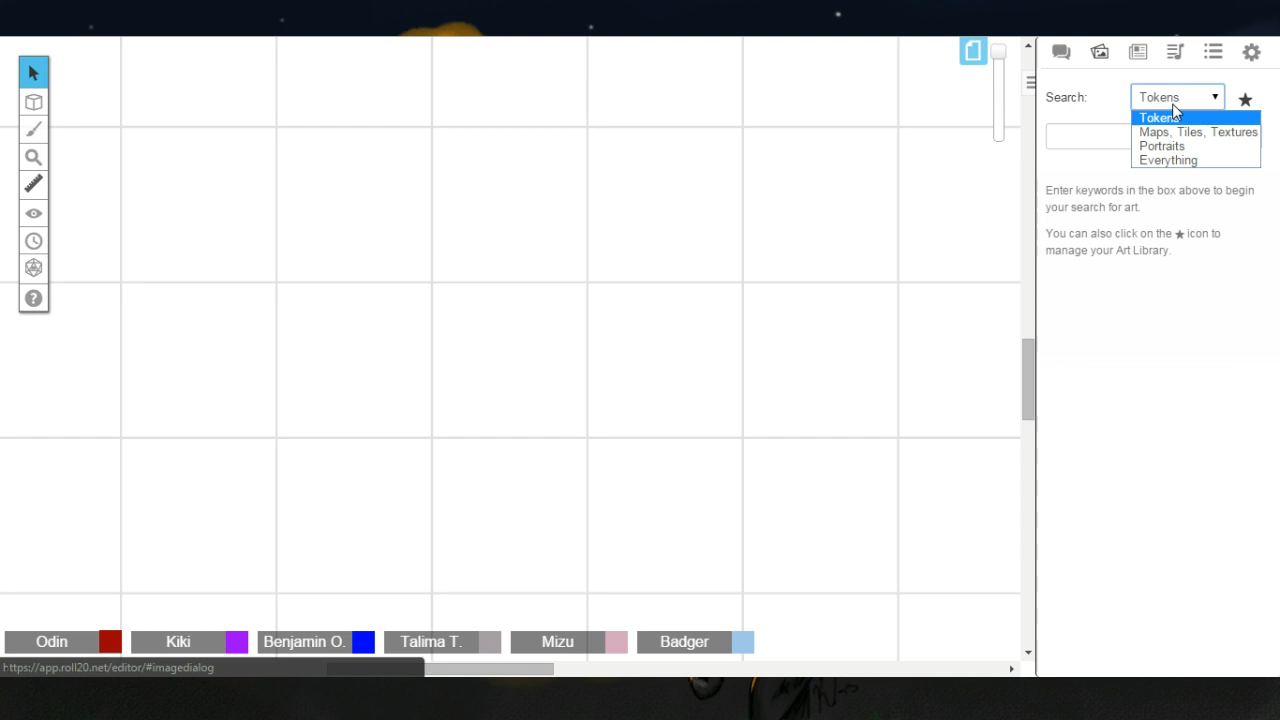 Search:
Tokens
Tokens
Maps, Tiles, Textures
Portraits
Everything
Enter keywords in the box above to begin
your search for art.
You can also click on the ★ icon to
manage your Art Library.
Odin
Kiki
Benjamin O.
Talima T.
Mizu
Badger
https://app.roll20.net/editor/#imagedialog